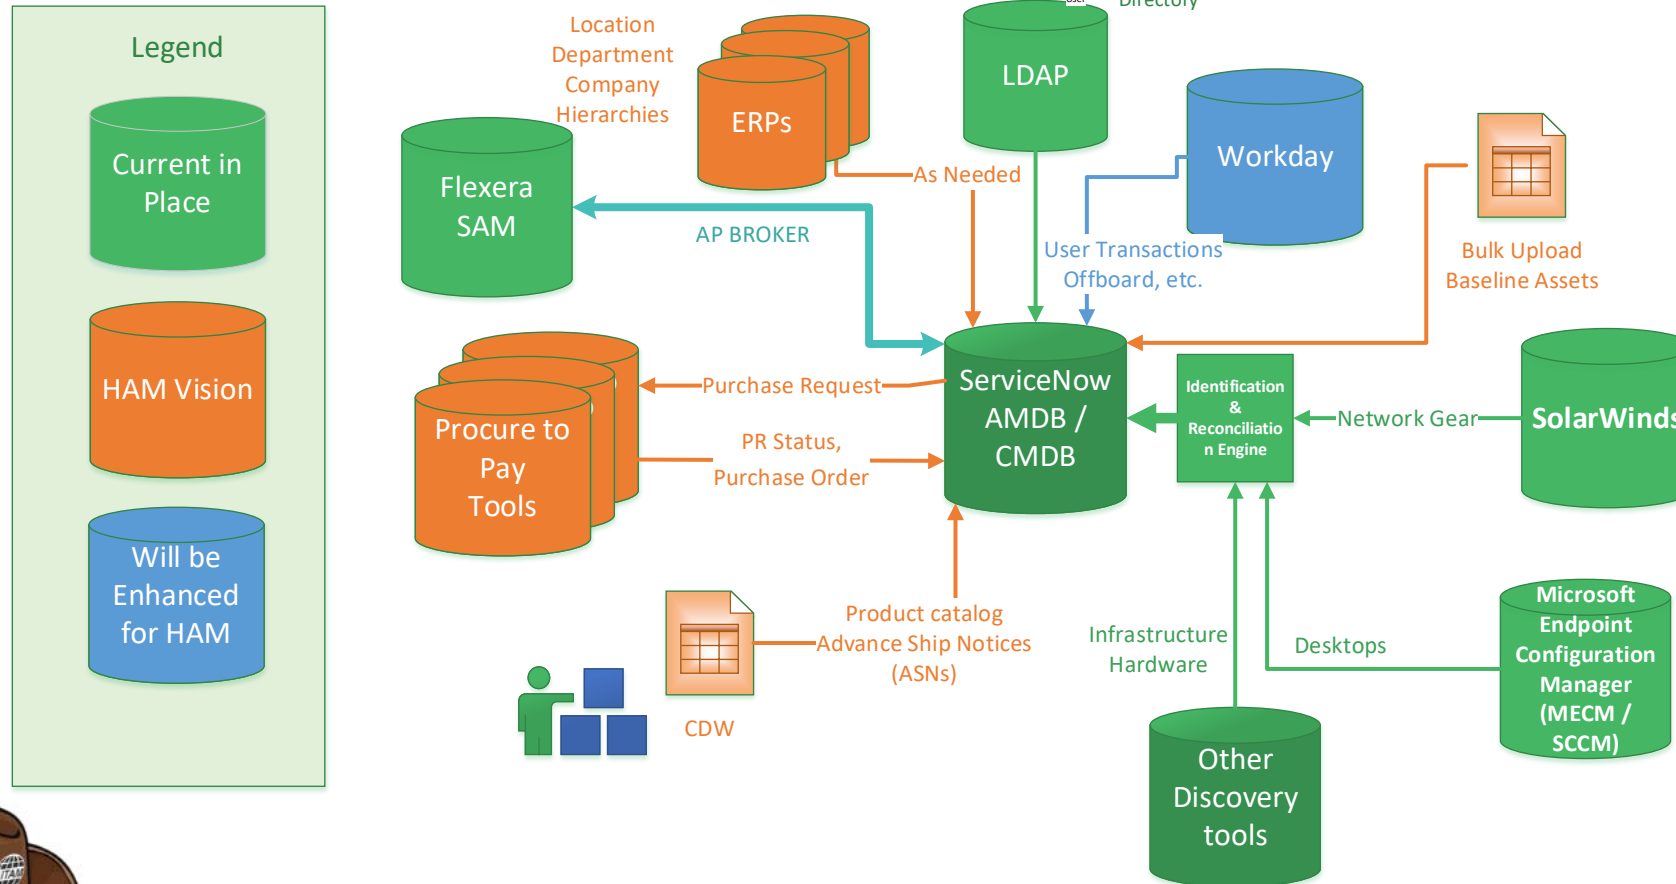 Legend
Current in
Place
HAM Vision
Will be
Enhanced
for HAM
Location
Department
Company
Hierarchies
ERPs
User
Directory
LDAP
Workday
Flexera
SAM
As Needed
AP BROKER
User Transactions
Offboard, etc.
Bulk Upload
Baseline Assets
Procure to
Pay
Tools
Purchase Request
PR Status,
Purchase Order
ServiceNow
AMDB /
CMDB
Identification
&
Reconciliatio
n Engine
Network Gear
SolarWinds
Product catalog
Advance Ship Notices
(ASNs)
CDW
Infrastructure
Hardware
Desktops
Microsoft
Endpoint
Configuration
Manager
(MECM /
SCCM)
Other
Discovery
tools